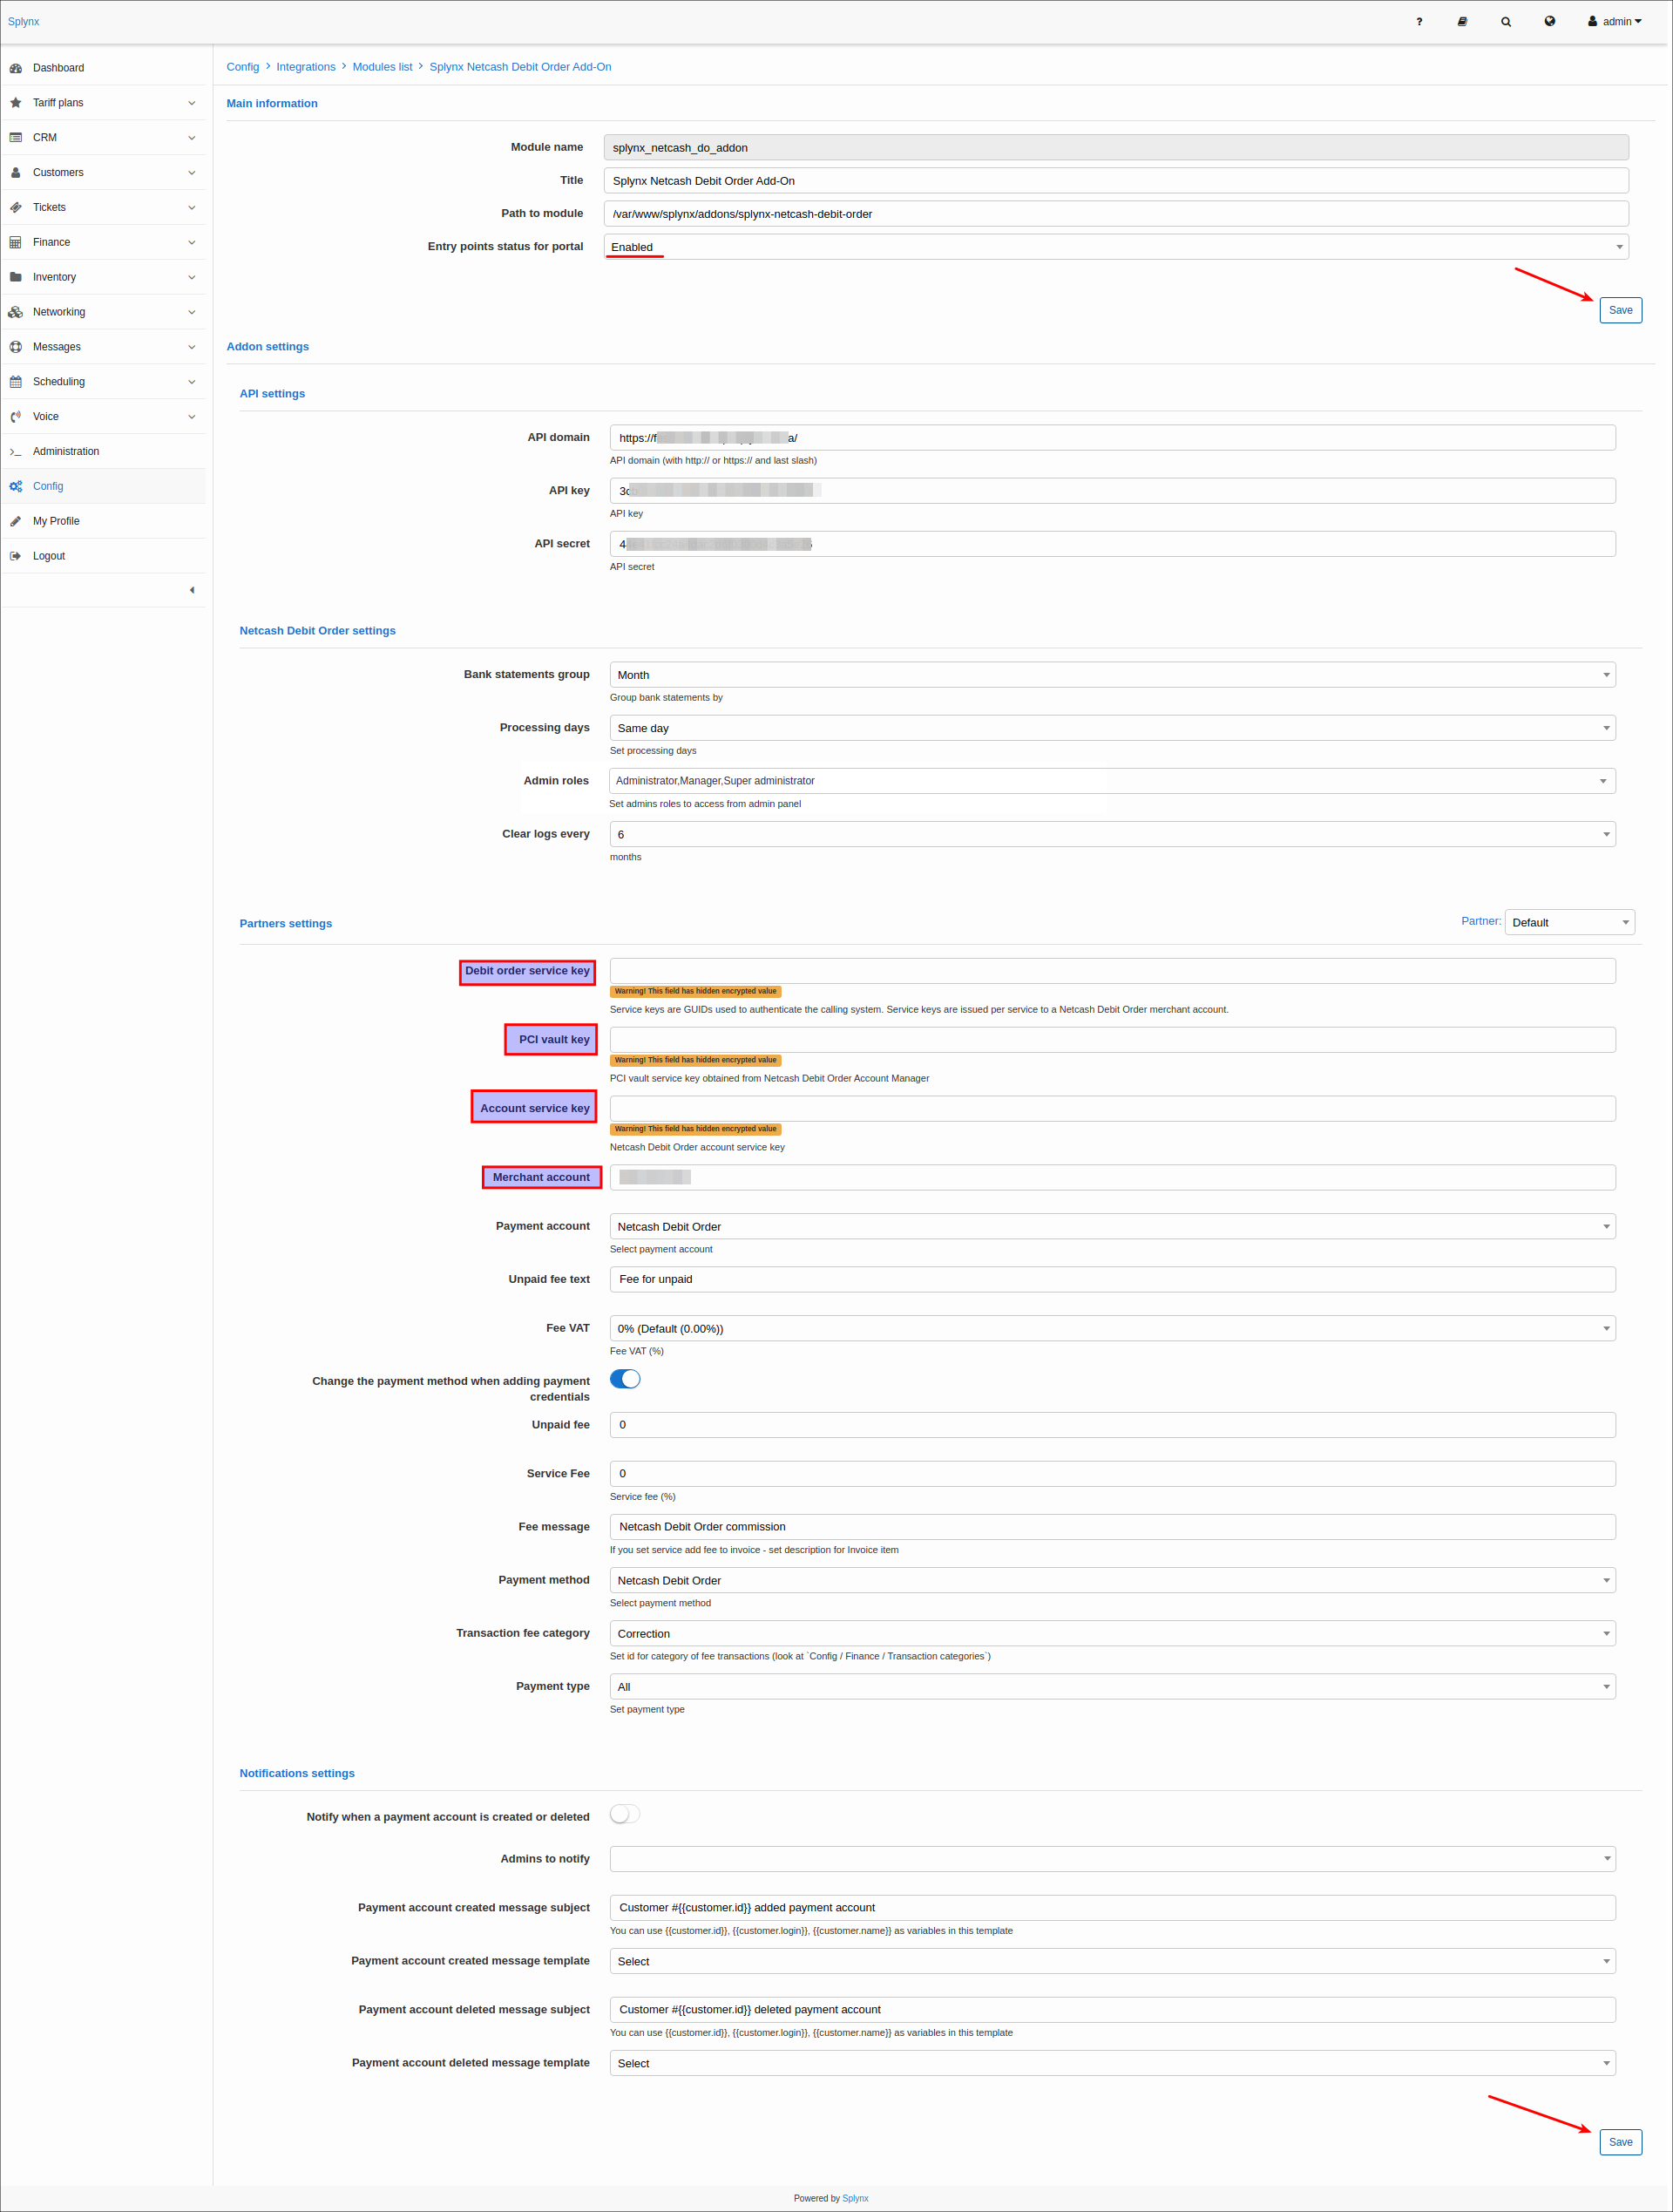 Splynx
? admin
Dashboard
Tariff plans
CRM
Customers
Tickets
Finance
Inventory
Networking
Messages
Scheduling
Voice
Administration
Config
My Profile
Logout
Config > Integrations > Modules list > Splynx Netcash Debit Order Add-On
Main information
Module name splynx_netcash_do_addon
Title Splynx Netcash Debit Order Add-On
Path to module /var/www/splynx/addons/splynx-netcash-debit-order
Entry points status for portal Enabled
Save
Addon settings
API settings
API domain https:// a/
API domain (with http:// or https:// and last slash)
API key
API key
API secret
API secret
Netcash Debit Order settings
Bank statements group Month
Group bank statements by
Processing days Same day
Set processing days
Admin roles Administrator,Manager,Super administrator
Set admins roles to access from admin panel
Clear logs every 6
months
Partners settings Partner: Default
Debit order service key
Warning! This field has hidden encrypted value
Service keys are GUIDs used to authenticate the calling system. Service keys are issued per service to a Netcash Debit Order merchant account.
PCI vault key
Warning! This field has hidden encrypted value
PCI vault service key obtained from Netcash Debit Order Account Manager
Account service key
Warning! This field has hidden encrypted value
Netcash Debit Order account service key
Merchant account
Payment account Netcash Debit Order
Select payment account
Unpaid fee text Fee for unpaid
Fee VAT 0% (Default (0.00%))
Fee VAT (%)
Change the payment method when adding payment
credentials
Unpaid fee 0
Service Fee 0
Service fee (%)
Fee message Netcash Debit Order commission
If you set service add fee to invoice - set description for Invoice item
Payment method Netcash Debit Order
Select payment method
Transaction fee category Correction
Set id for category of fee transactions (look at `Config / Finance / Transaction categories`)
Payment type All
Set payment type
Notifications settings
Notify when a payment account is created or deleted
Admins to notify
Payment account created message subject Customer #{{customer.id}} added payment account
You can use {{customer.id}}, {{customer.login}}, {{customer.name}} as variables in this template
Payment account created message template Select
Payment account deleted message subject Customer #{{customer.id}} deleted payment account
You can use {{customer.id}}, {{customer.login}}, {{customer.name}} as variables in this template
Payment account deleted message template Select
Save
Powered by Splynx